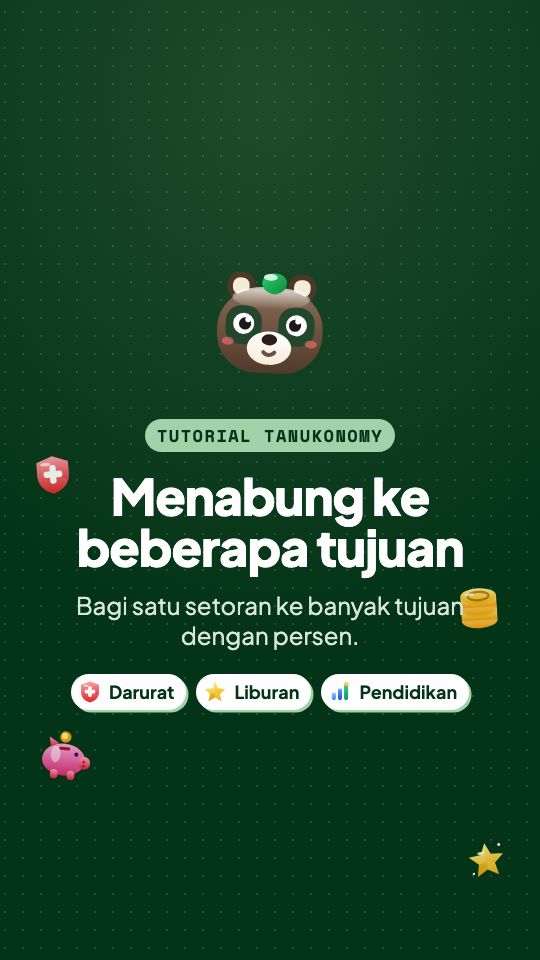 TUTORIAL TANUKONOMY
Menabung ke
beberapa tujuan
Bagi satu setoran ke banyak tujuan
dengan persen.
Darurat Liburan Pendidikan